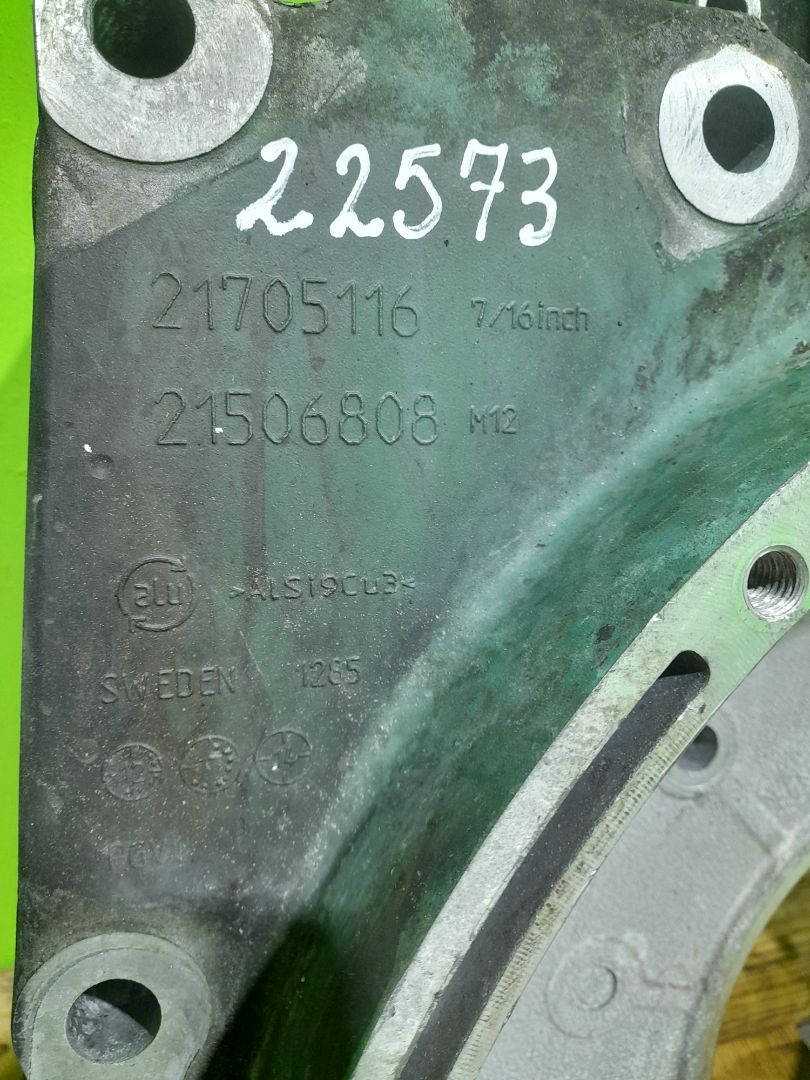 22573
21705116 7/16inch
21506808 M12
alu >ALSi9Cu3<
SWEDEN 1285